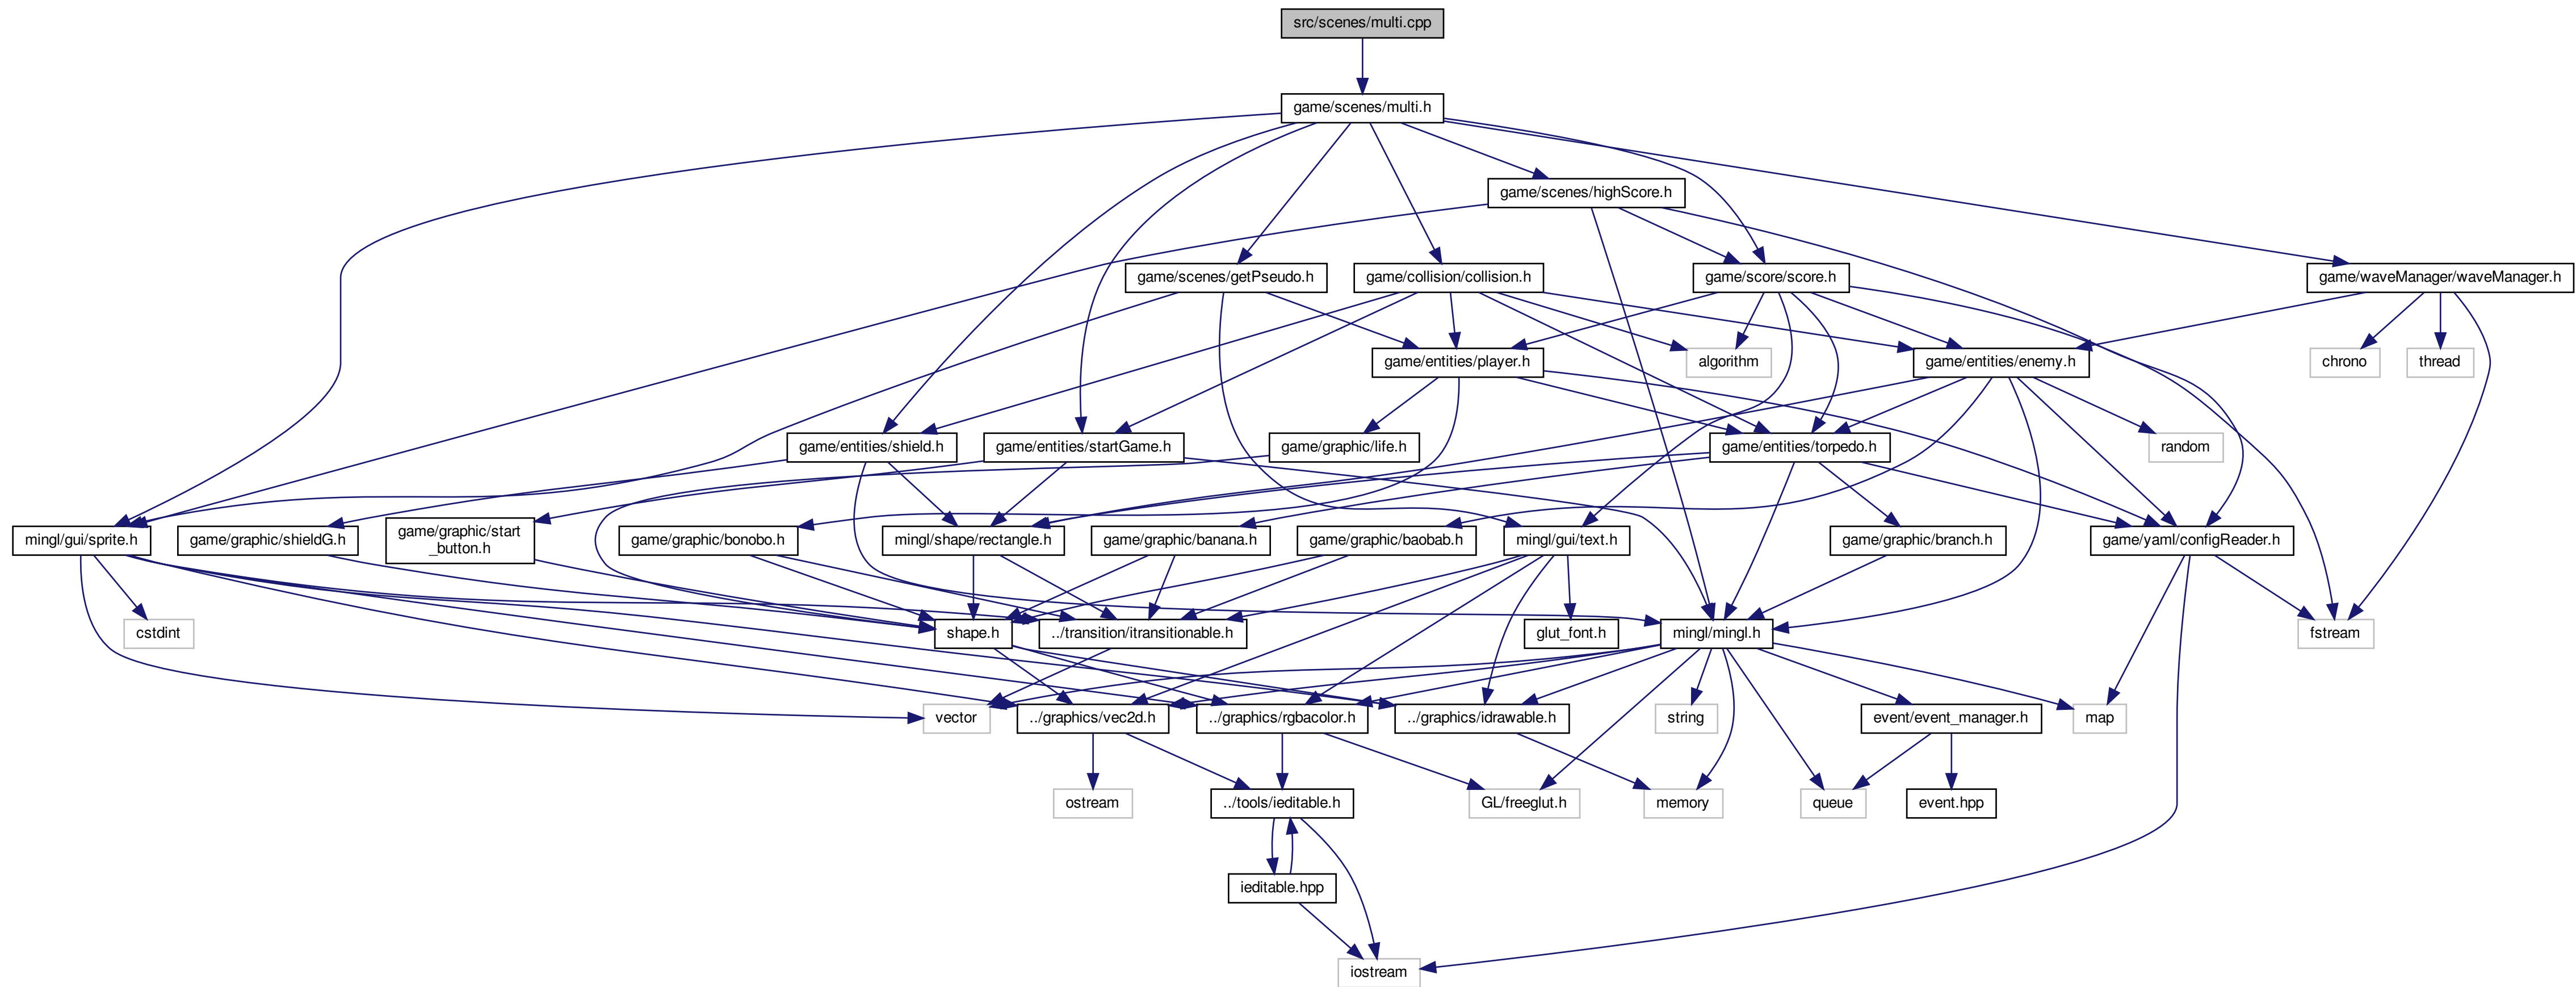 src/scenes/multi.cpp
game/scenes/multi.h
game/scenes/highScore.h
game/scenes/getPseudo.h
game/collision/collision.h
game/score/score.h
game/waveManager/waveManager.h
game/entities/player.h
algorithm
game/entities/enemy.h
chrono
thread
game/entities/shield.h
game/entities/startGame.h
game/graphic/life.h
game/entities/torpedo.h
random
mingl/gui/sprite.h
game/graphic/shieldG.h
game/graphic/start
_button.h
game/graphic/bonobo.h
mingl/shape/rectangle.h
game/graphic/banana.h
game/graphic/baobab.h
mingl/gui/text.h
game/graphic/branch.h
game/yaml/configReader.h
cstdint
shape.h
../transition/itransitionable.h
glut_font.h
mingl/mingl.h
fstream
vector
../graphics/vec2d.h
../graphics/rgbacolor.h
../graphics/idrawable.h
string
event/event_manager.h
map
ostream
../tools/ieditable.h
GL/freeglut.h
memory
queue
event.hpp
ieditable.hpp
iostream